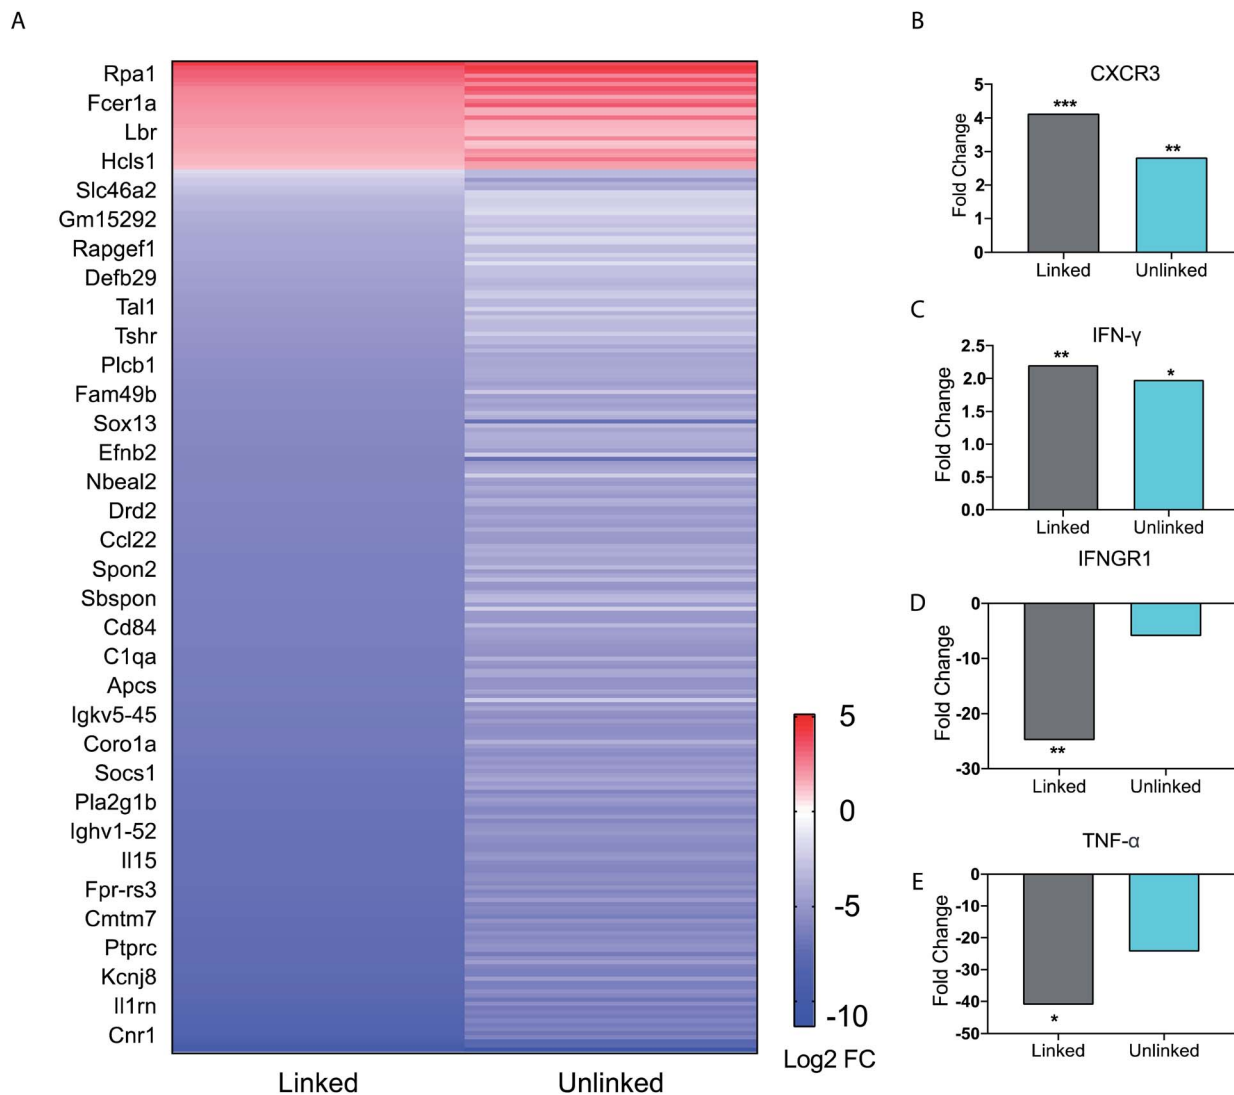 A
Rpa1
Fcer1a
Lbr
Hcls1
Slc46a2
Gm15292
Rapgef1
Defb29
Tal1
Tshr
Plcb1
Fam49b
Sox13
Efnb2
Nbeal2
Drd2
Ccl22
Spon2
Sbspon
Cd84
C1qa
Apcs
Igkv5-45
Coro1a
Socs1
Pla2g1b
Ighv1-52
Il15
Fpr-rs3
Cmtm7
Ptprc
Kcnj8
Il1rn
Cnr1
Linked Unlinked
5
0
-5
-10
Log2 FC
B
CXCR3
Fold Change
5
4
3
2
1
0
***
**
Linked Unlinked
C
IFN-γ
Fold Change
2.5
2.0
1.5
1.0
0.5
0.0
**
*
Linked Unlinked
D
IFNGR1
Fold Change
0
-10
-20
-30
**
Linked Unlinked
E
TNF-α
Fold Change
0
-10
-20
-30
-40
-50
*
Linked Unlinked